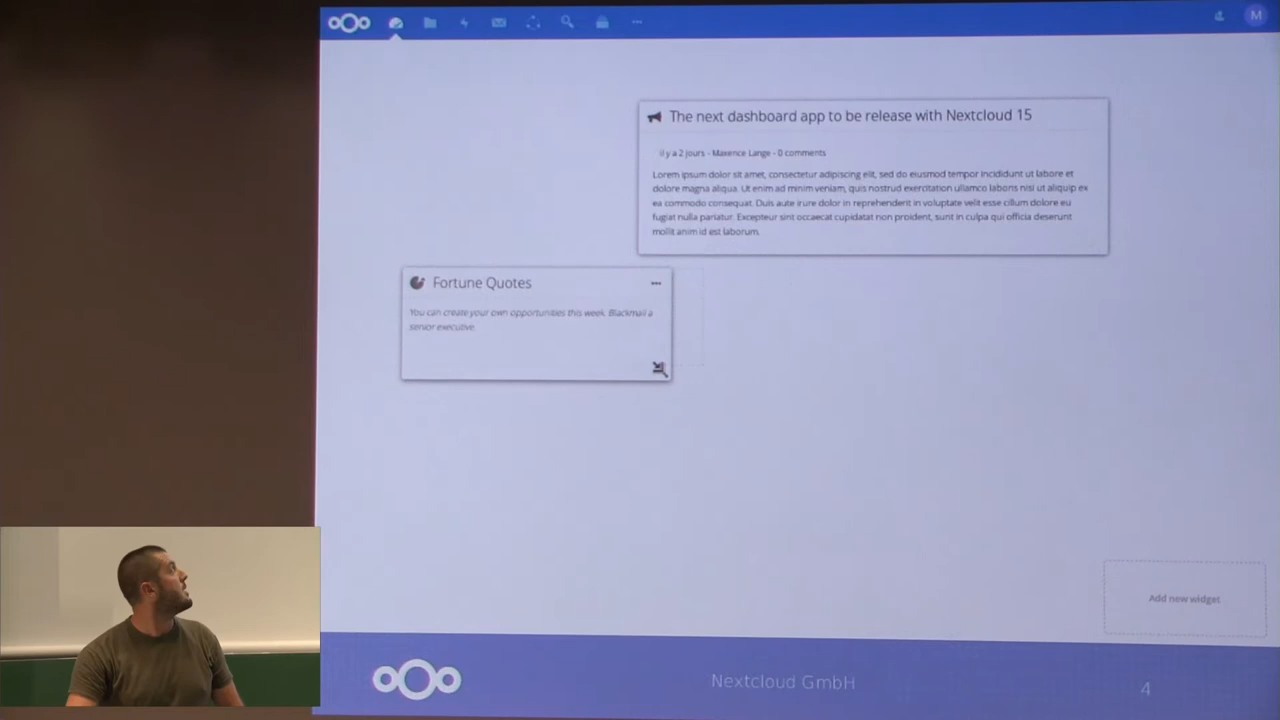 M
The next dashboard app to be release with Nextcloud 15
il y a 2 jours - Maxence Lange - 0 comments
Lorem ipsum dolor sit amet, consectetur adipiscing elit, sed do eiusmod tempor incididunt ut labore et
dolore magna aliqua. Ut enim ad minim veniam, quis nostrud exercitation ullamco laboris nisi ut aliquip ex
ea commodo consequat. Duis aute irure dolor in reprehenderit in voluptate velit esse cillum dolore eu
fugiat nulla pariatur. Excepteur sint occaecat cupidatat non proident, sunt in culpa qui officia deserunt
mollit anim id est laborum.
Fortune Quotes
You can create your own opportunities this week. Blackmail a
senior executive.
Add new widget
Nextcloud GmbH
4